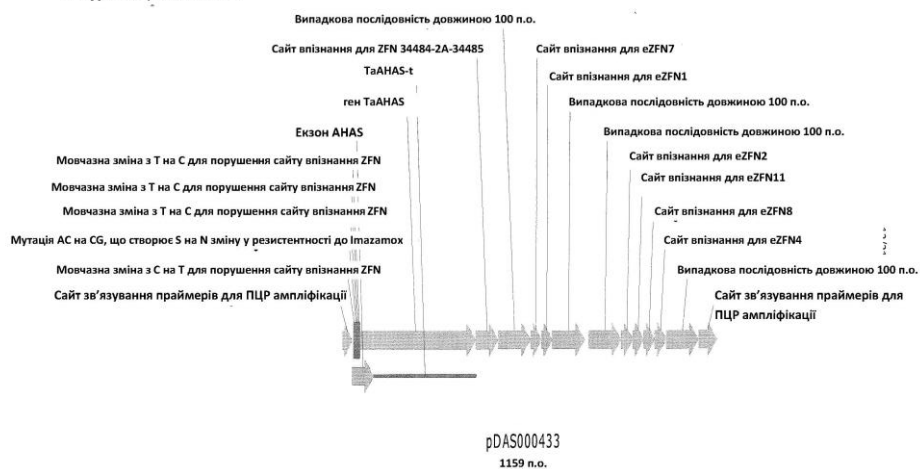 Випадкова послідовність довжиною 100 п.о.
Сайт впізнання для ZFN 34484-2A-34485
Сайт впізнання для eZFN7
TaAHAS-t
Сайт впізнання для eZFN1
ген TaAHAS
Випадкова послідовність довжиною 100 п.о.
Екзон AHAS
Випадкова послідовність довжиною 100 п.о.
Мовчазна зміна з Т на С для порушення сайту впізнання ZFN
Сайт впізнання для eZFN2
Сайт впізнання для eZFN11
Мовчазна зміна з Т на С для порушення сайту впізнання ZFN
Мовчазна зміна з Т на С для порушення сайту впізнання ZFN
Сайт впізнання для eZFN8
Мутація АС на CG, що створює S на N зміну у резистентності до Imazamox
Сайт впізнання для eZFN4
Мовчазна зміна з С на Т для порушення сайту впізнання ZFN
Випадкова послідовність довжиною 100 п.о.
Сайт зв’язування праймерів для ПЦР ампліфікації
Сайт зв’язування праймерів для
ПЦР ампліфікації
pDAS000433
1159 п.о.